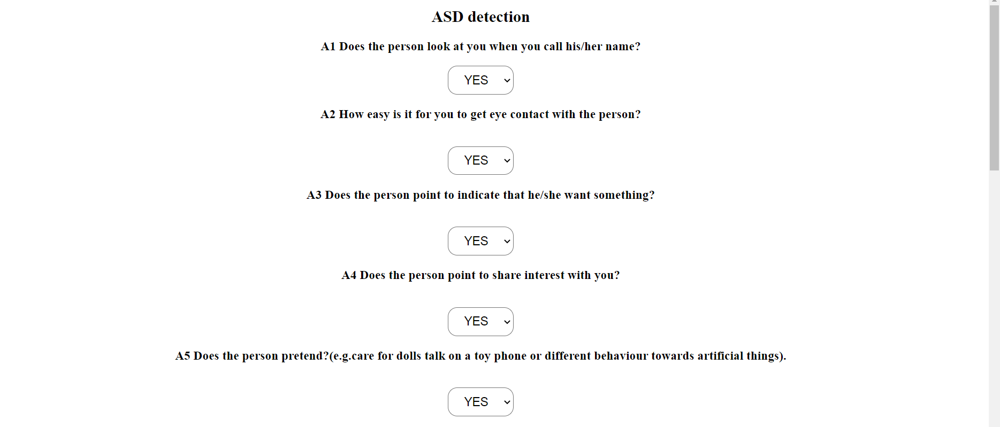 ASD detection
A1 Does the person look at you when you call his/her name?
YES
A2 How easy is it for you to get eye contact with the person?
YES
A3 Does the person point to indicate that he/she want something?
YES
A4 Does the person point to share interest with you?
YES
A5 Does the person pretend?(e.g.care for dolls talk on a toy phone or different behaviour towards artificial things).
YES